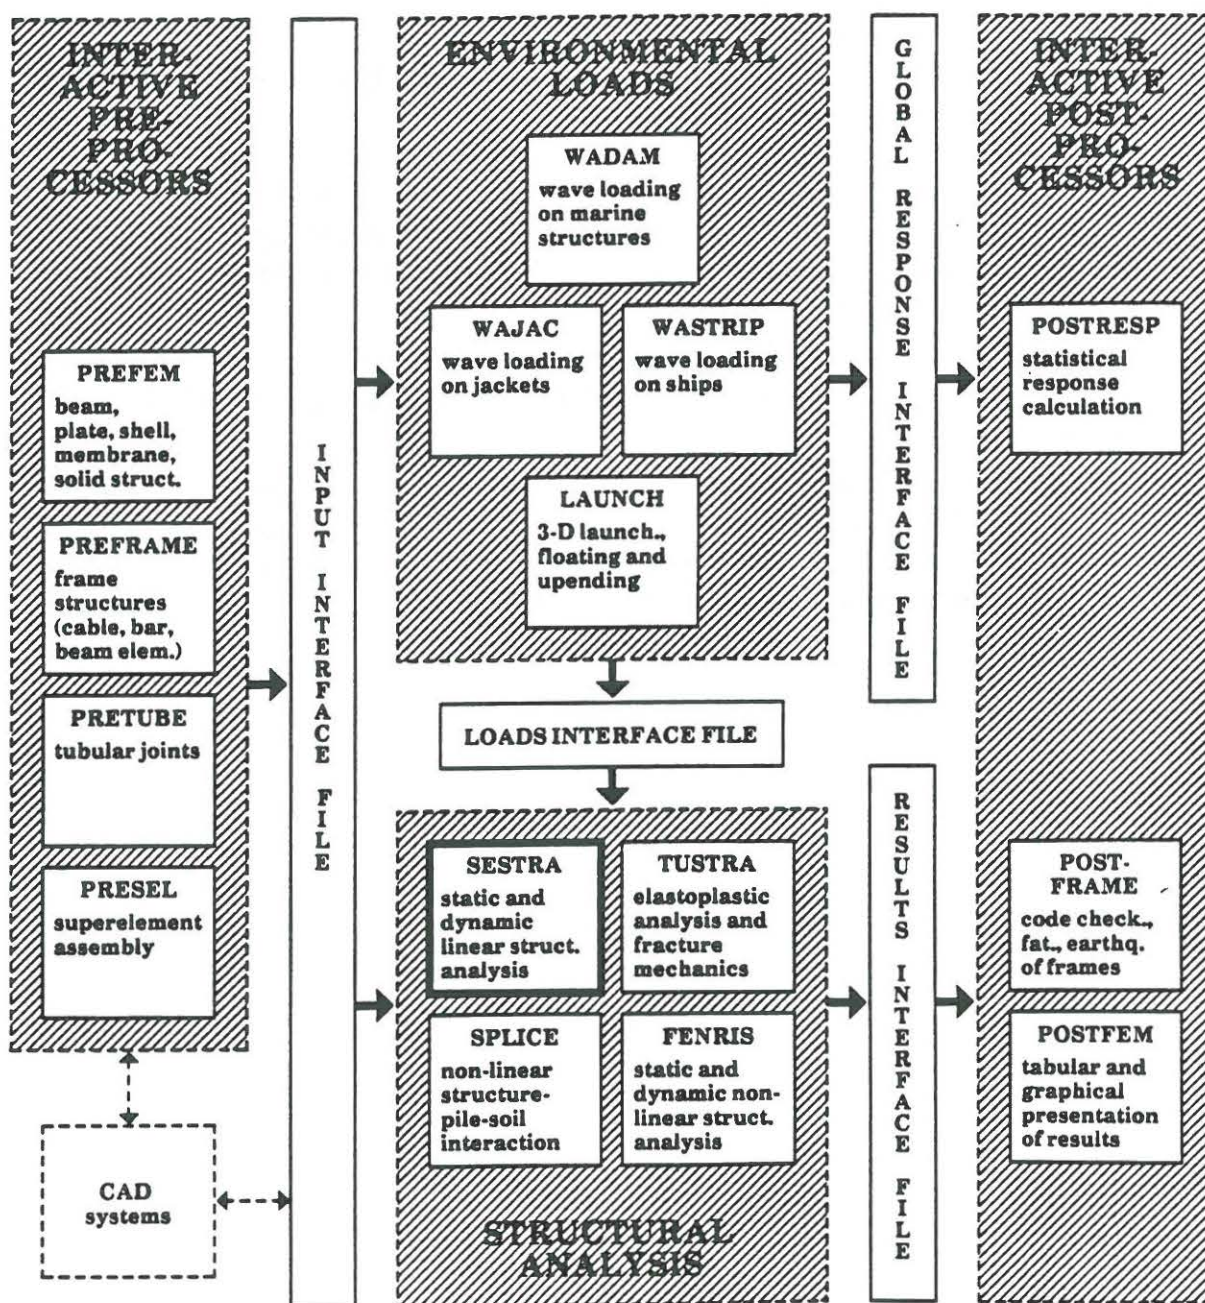 INTER-
ACTIVE
PRE-
PRO-
CESSORS
PREFEM
beam,
plate, shell,
membrane,
solid struct.
PREFRAME
frame
structures
(cable, bar,
beam elem.)
PRETUBE
tubular joints
PRESEL
superelement
assembly
CAD
systems
INPUT INTERFACE FILE
ENVIRONMENTAL
LOADS
WADAM
wave loading
on marine
structures
WAJAC
wave loading
on jackets
WASTRIP
wave loading
on ships
LAUNCH
3-D launch.,
floating and
upending
LOADS INTERFACE FILE
SESTRA
static and
dynamic
linear struct.
analysis
TUSTRA
elastoplastic
analysis and
fracture
mechanics
SPLICE
non-linear
structure-
pile-soil
interaction
FENRIS
static and
dynamic non-
linear struct.
analysis
STRUCTURAL
ANALYSIS
GLOBAL RESPONSE INTERFACE FILE
RESULTS INTERFACE FILE
INTER-
ACTIVE
POST-
PRO-
CESSORS
POSTRESP
statistical
response
calculation
POST-
FRAME
code check.,
fat., earthq.
of frames
POSTFEM
tabular and
graphical
presentation
of results